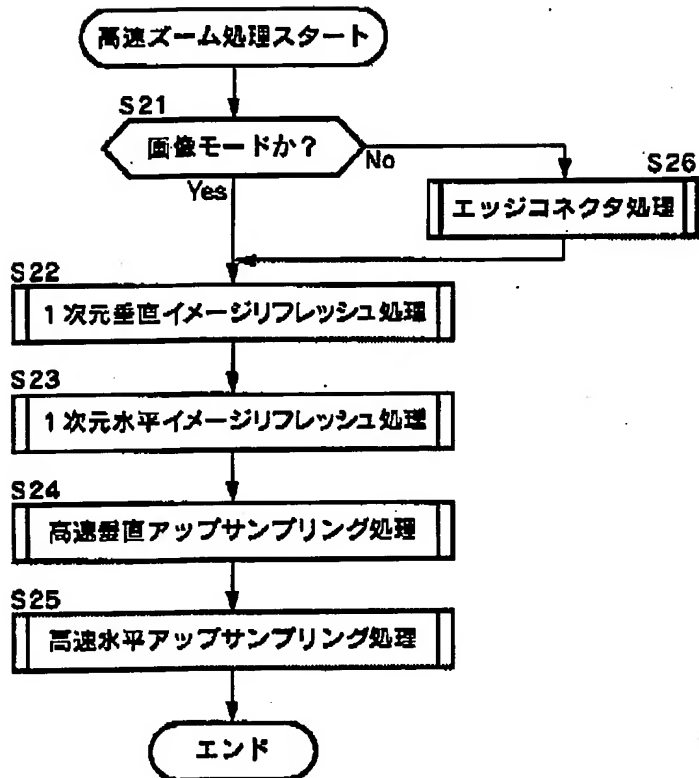 高速ズーム処理スタート
S21
画像モードか?
No
Yes
S26
エッジコネクタ処理
S22
1次元垂直イメージリフレッシュ処理
S23
1次元水平イメージリフレッシュ処理
S24
高速垂直アップサンプリング処理
S25
高速水平アップサンプリング処理
エンド